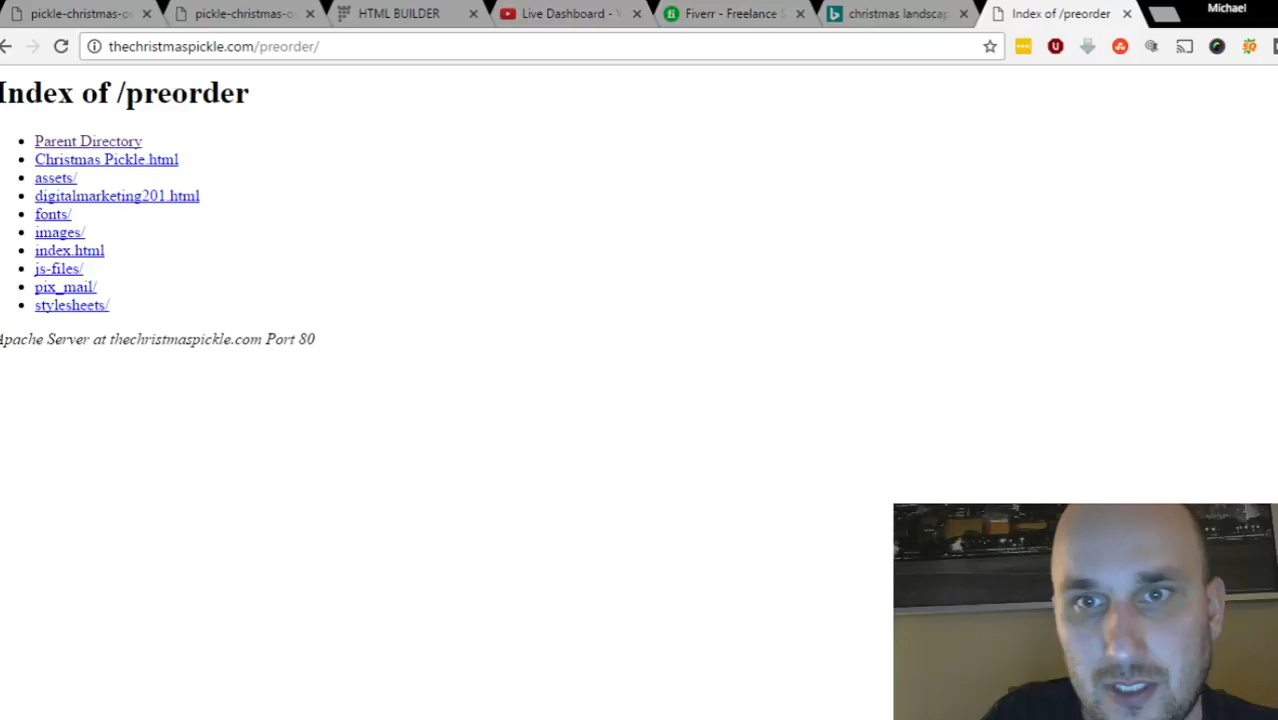 pickle-christmas-o
pickle-christmas-o
HTML BUILDER
Live Dashboard -
Fiverr - Freelance S
christmas landscap
Index of /preorder
Michael
thechristmaspickle.com/preorder/
Index of /preorder
Parent Directory
Christmas Pickle.html
assets/
digitalmarketing201.html
fonts/
images/
index.html
js-files/
pix_mail/
stylesheets/
Apache Server at thechristmaspickle.com Port 80